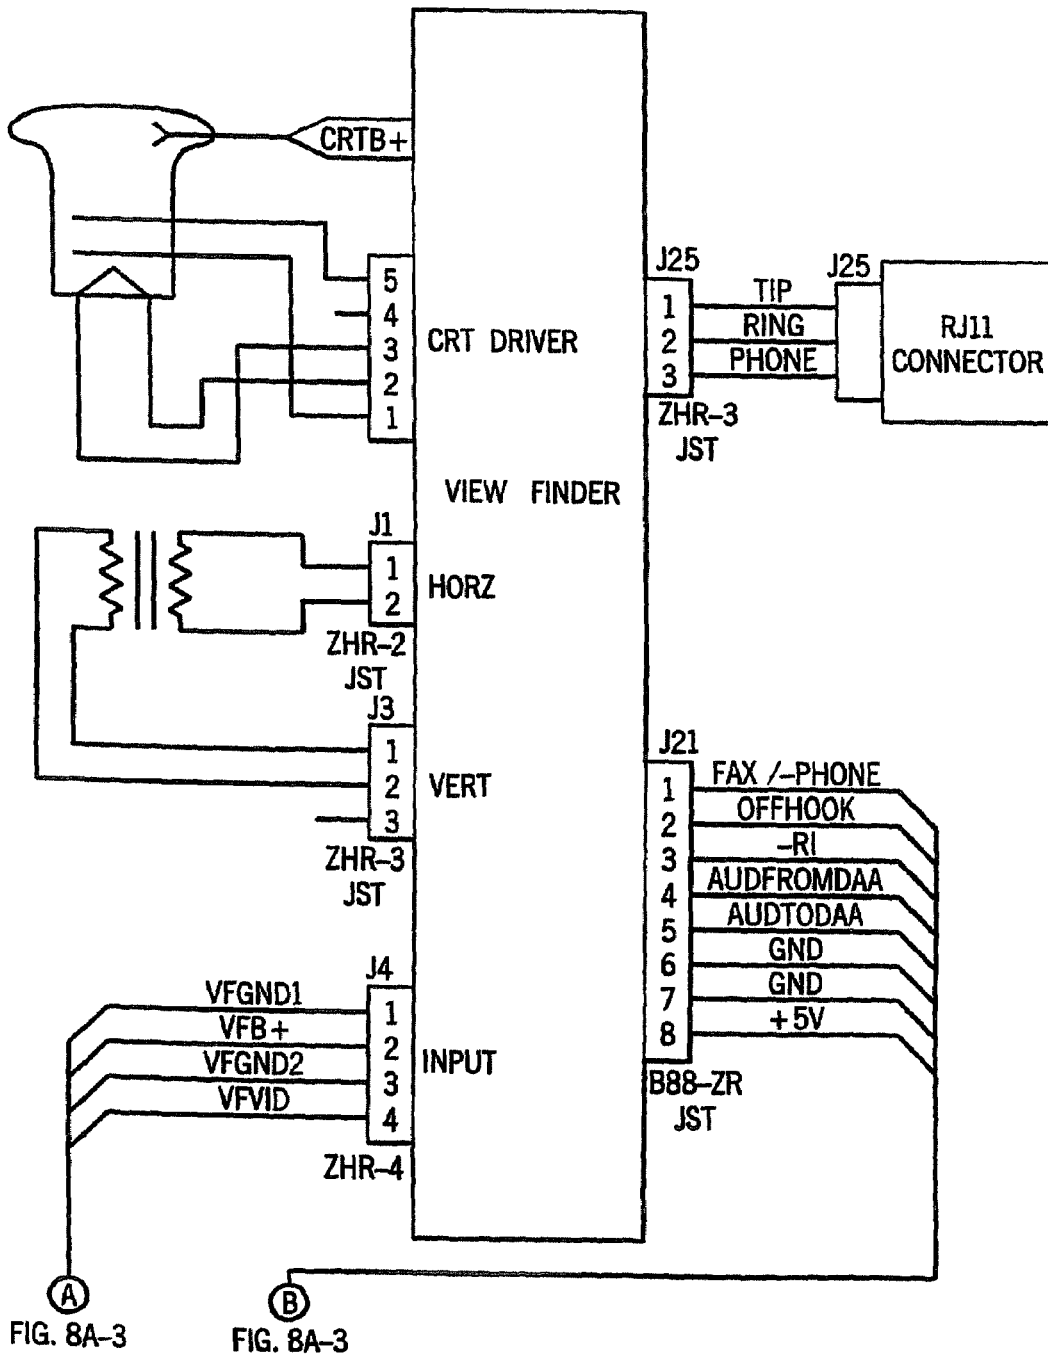 CRTB+
5
4
3
2
1
CRT DRIVER
J25
1
2
3
TIP
RING
PHONE
J25
RJ11
CONNECTOR
ZHR-3
JST
VIEW FINDER
J1
1
2
HORZ
ZHR-2
JST
J3
1
2
3
VERT
ZHR-3
JST
J21
1
2
3
4
5
6
7
8
FAX /-PHONE
OFFHOOK
-RI
AUDFROMDAA
AUDTODAA
GND
GND
+5V
B88-ZR
JST
J4
VFGND1
VFB+
VFGND2
VFVID
1
2
3
4
INPUT
ZHR-4
A
FIG. 8A-3
B
FIG. 8A-3